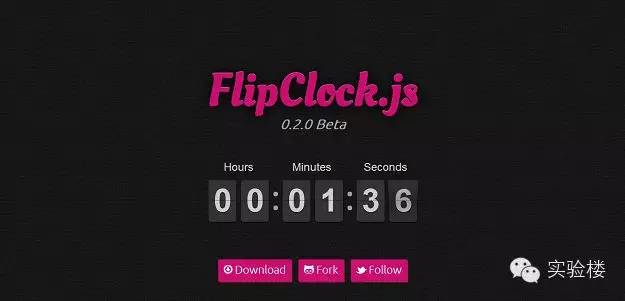 FlipClock.js
0.2.0 Beta
Hours Minutes Seconds
00:01:36
Download Fork Follow
实验楼